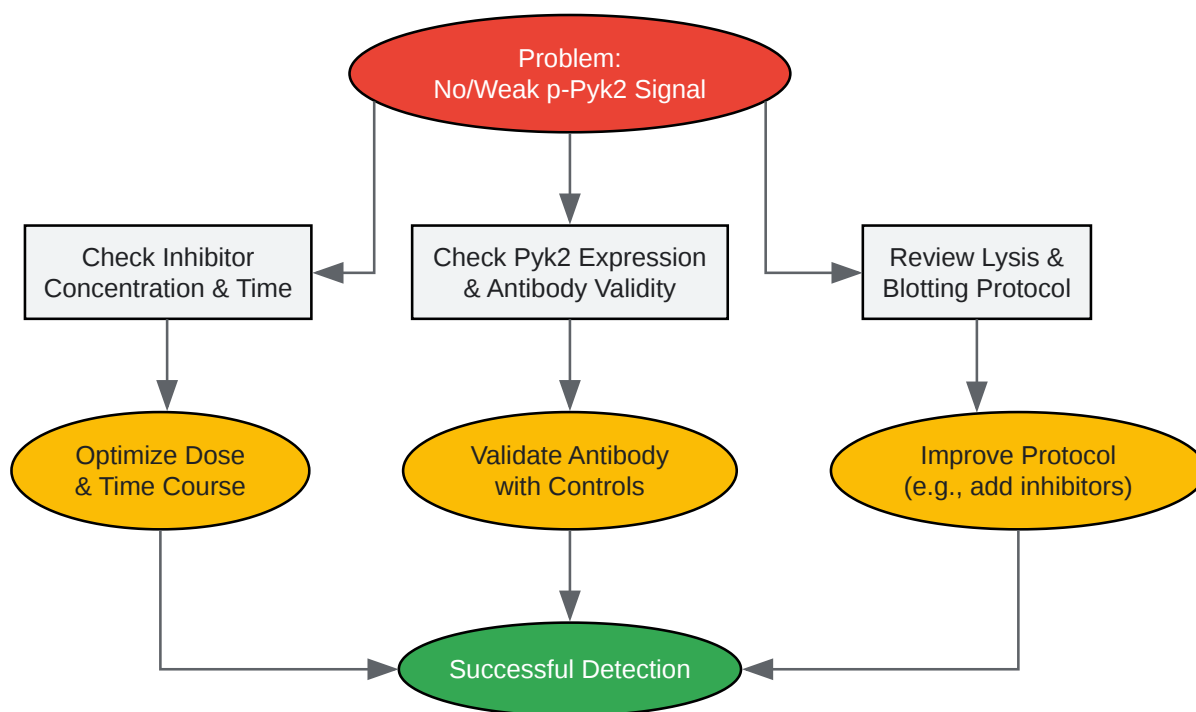 Problem:
No/Weak p-Pyk2 Signal
Check Inhibitor
Concentration & Time
Check Pyk2 Expression
& Antibody Validity
Review Lysis &
Blotting Protocol
Optimize Dose
& Time Course
Validate Antibody
with Controls
Improve Protocol
(e.g., add inhibitors)
Successful Detection